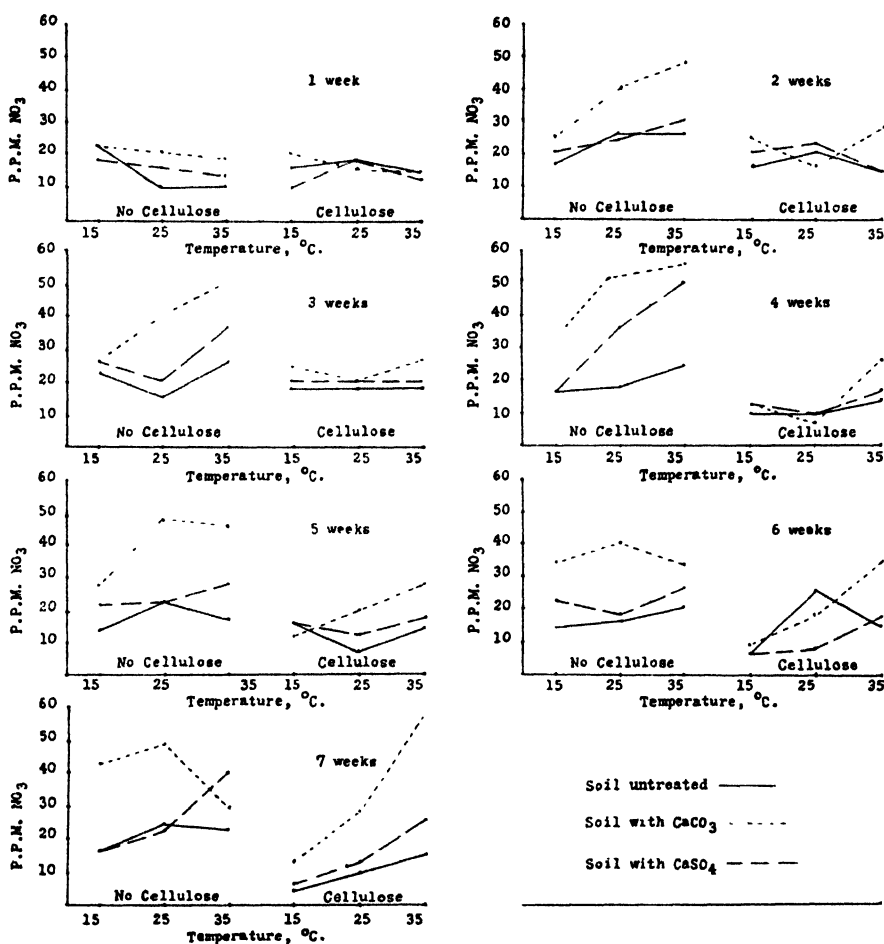 60
50
40
30
20
10
P.P.M. NO3
1 week
No Cellulose
Cellulose
15 25 35 15 25 35
Temperature, °C.
60
50
40
30
20
10
P.P.M. NO3
2 weeks
No Cellulose
Cellulose
15 25 35 15 25 35
Temperature, °C.
60
50
40
30
20
10
P.P.M. NO3
3 weeks
No Cellulose
Cellulose
15 25 35 15 25 35
Temperature, °C.
60
50
40
30
20
10
P.P.M. NO3
4 weeks
No Cellulose
Cellulose
15 25 35 15 25 35
Temperature, °C.
60
50
40
30
20
10
P.P.M. NO3
5 weeks
No Cellulose
Cellulose
15 25 35 15 25 35
Temperature, °C.
60
50
40
30
20
10
P.P.M. NO3
6 weeks
No Cellulose
Cellulose
15 25 35 15 25 35
Temperature, °C.
60
50
40
30
20
10
P.P.M. NO3
7 weeks
No Cellulose
Cellulose
15 25 35 15 25 35
Temperature, °C.
Soil untreated
Soil with CaCO3
Soil with CaSO4